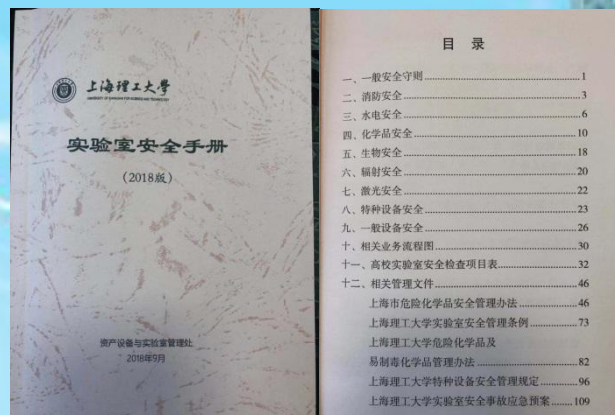 上海理工大学
UNIVERSITY OF SHANGHAI FOR SCIENCE AND TECHNOLOGY
实验室安全手册
（2018版）
资产设备与实验室管理处
2018年9月
目 录
一、一般安全守则 1
二、消防安全 3
三、水电安全 6
四、化学品安全 10
五、生物安全 18
六、辐射安全 20
七、激光安全 22
八、特种设备安全 23
九、一般设备安全 26
十、相关业务流程图 30
十一、高校实验室安全检查项目表 32
十二、相关管理文件 46
上海市危险化学品安全管理办法 46
上海理工大学实验室安全管理条例 73
上海理工大学危险化学品及
易制毒化学品管理办法 82
上海理工大学特种设备安全管理规定 96
上海理工大学实验室安全事故应急预案 109